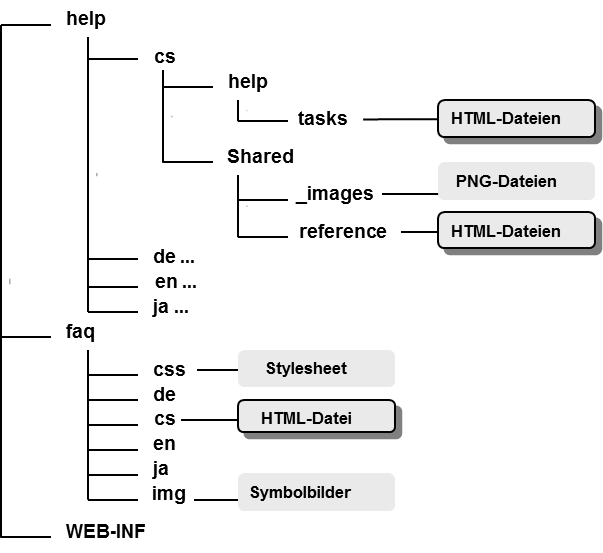 help
cs
help
tasks
HTML-Dateien
Shared
_images
PNG-Dateien
reference
HTML-Dateien
de ...
en ...
ja ...
faq
css
Stylesheet
de
cs
HTML-Datei
en
ja
img
Symbolbilder
WEB-INF